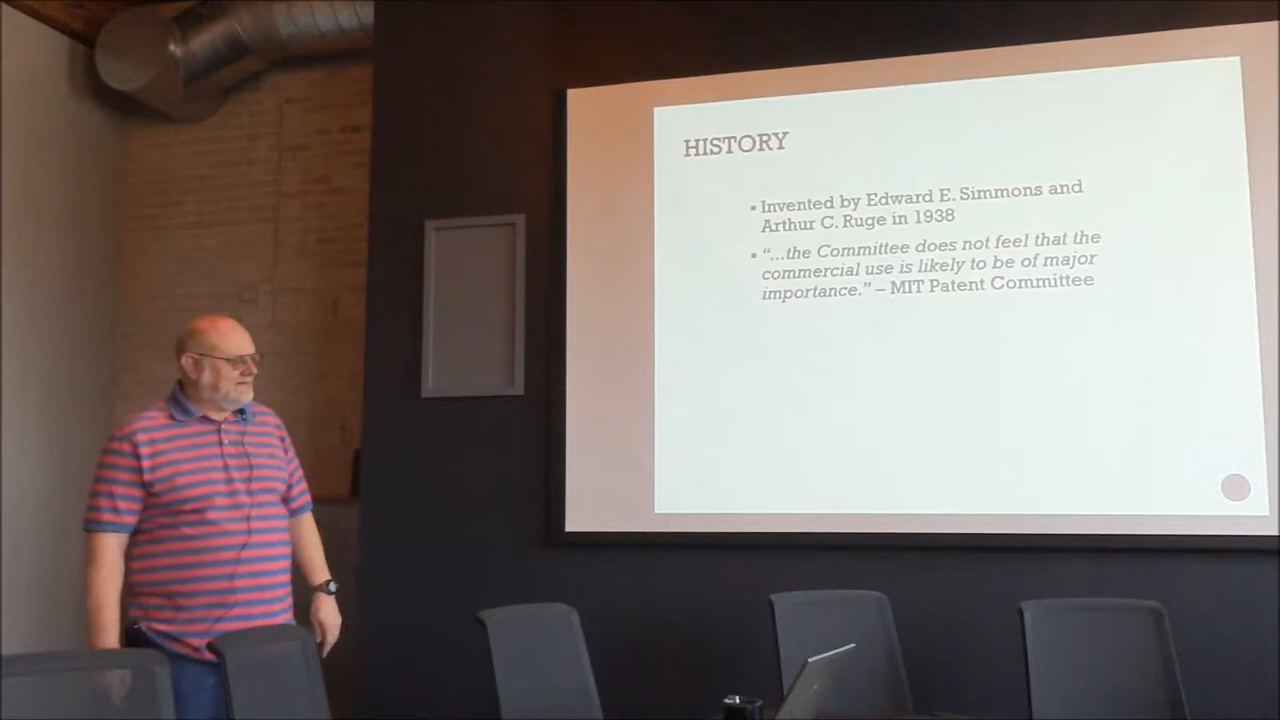 HISTORY
▪ Invented by Edward E. Simmons and
Arthur C. Ruge in 1938
▪ “...the Committee does not feel that the
commercial use is likely to be of major
importance.” – MIT Patent Committee